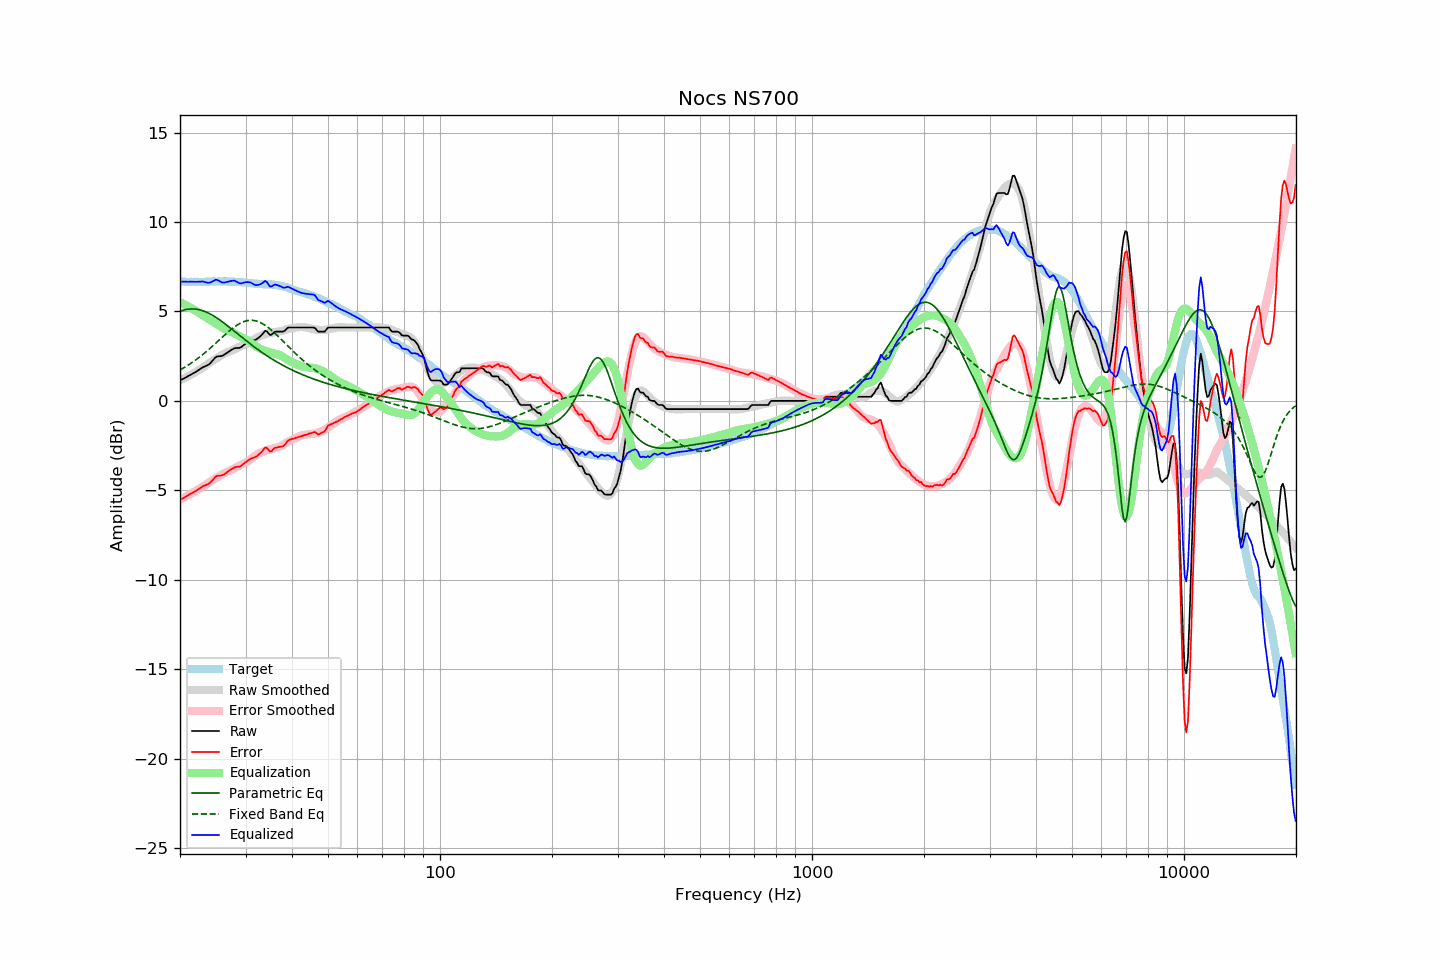 Nocs NS700
15
10
5
0
−5
−10
−15
−20
−25
Amplitude (dBr)
Target
Raw Smoothed
Error Smoothed
Raw
Error
Equalization
Parametric Eq
Fixed Band Eq
Equalized
100
1000
10000
Frequency (Hz)